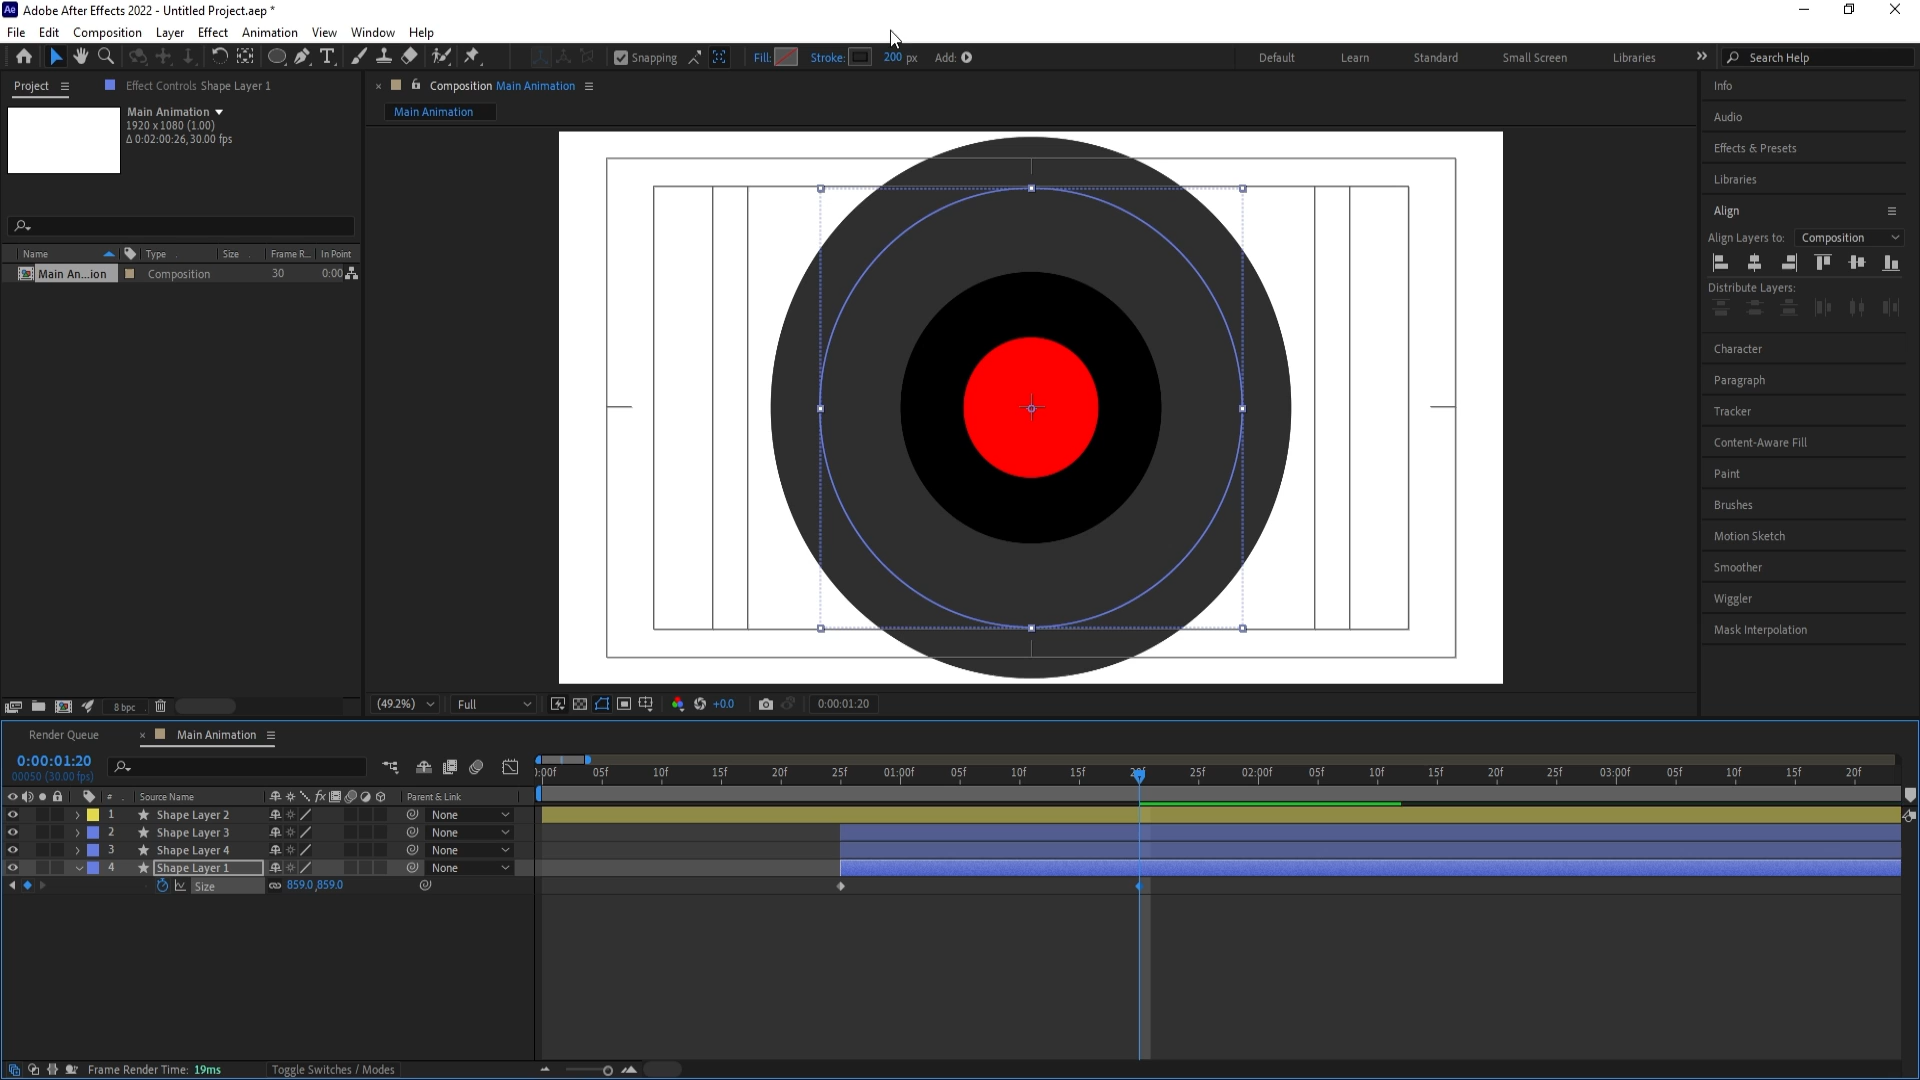 Adobe After Effects 2022 - Untitled Project.aep *
File Edit Composition Layer Effect Animation View Window Help
Snapping Fill: Stroke: 200 px Add: Default Learn Standard Small Screen Libraries Search Help
Project Effect Controls Shape Layer 1
Composition Main Animation
Main Animation
Main Animation
1920 x 1080 (1.00)
Δ 0:02:00:26, 30.00 fps
Name Type Size Frame R... In Point
Main An...ion Composition 30 0:00
8 bpc
(49.2%) Full +0.0 0:00:01:20
Info
Audio
Effects & Presets
Libraries
Align
Align Layers to: Composition
Distribute Layers:
Character
Paragraph
Tracker
Content-Aware Fill
Paint
Brushes
Motion Sketch
Smoother
Wiggler
Mask Interpolation
Render Queue Main Animation
0:00:01:20
00050 (30.00 fps)
):00f 05f 10f 15f 20f 25f 01:00f 05f 10f 15f 20f 25f 02:00f 05f 10f 15f 20f 25f 03:00f 05f 10f 15f 20f
# Source Name fx Parent & Link
1 Shape Layer 2 None
2 Shape Layer 3 None
3 Shape Layer 4 None
4 Shape Layer 1 None
Size 859.0,859.0
Frame Render Time: 19ms Toggle Switches / Modes